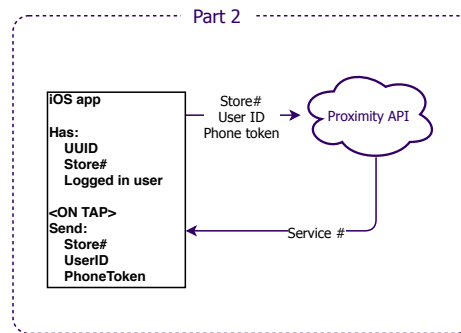 Part 2
iOS app
Has:
UUID
Store#
Logged in user
<ON TAP>
Send:
Store#
UserID
PhoneToken
Store#
User ID
Phone token
Proximity API
Service #